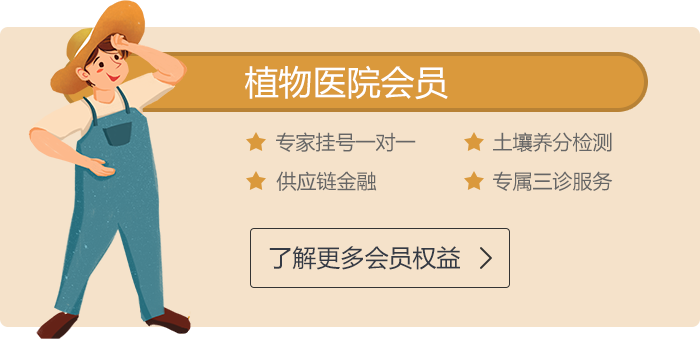 植物医院会员
专家挂号一对一
土壤养分检测
供应链金融
专属三诊服务
了解更多会员权益